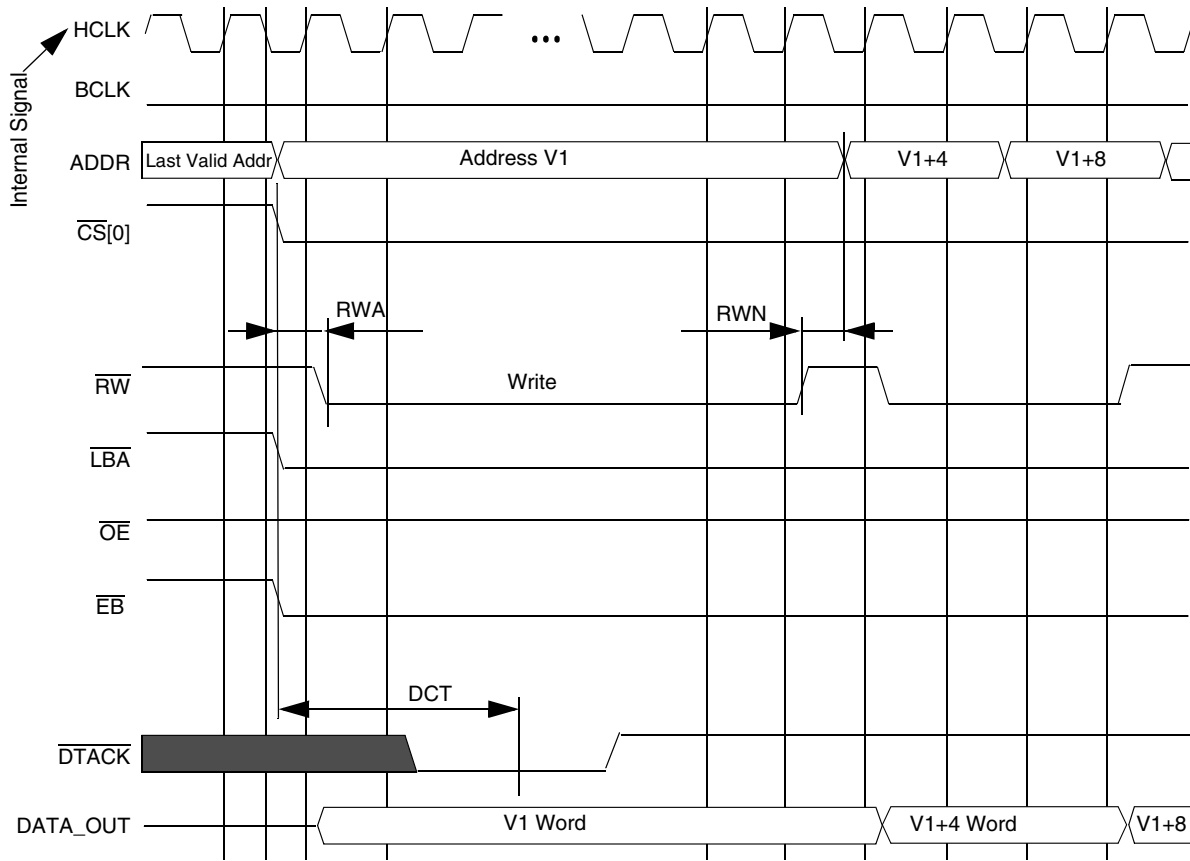 Internal Signal
HCLK
...
BCLK
ADDR
Last Valid Addr
Address V1
V1+4
V1+8
CS[0]
RWA
RWN
RW
Write
LBA
OE
EB
DCT
DTACK
DATA_OUT
V1 Word
V1+4 Word
V1+8